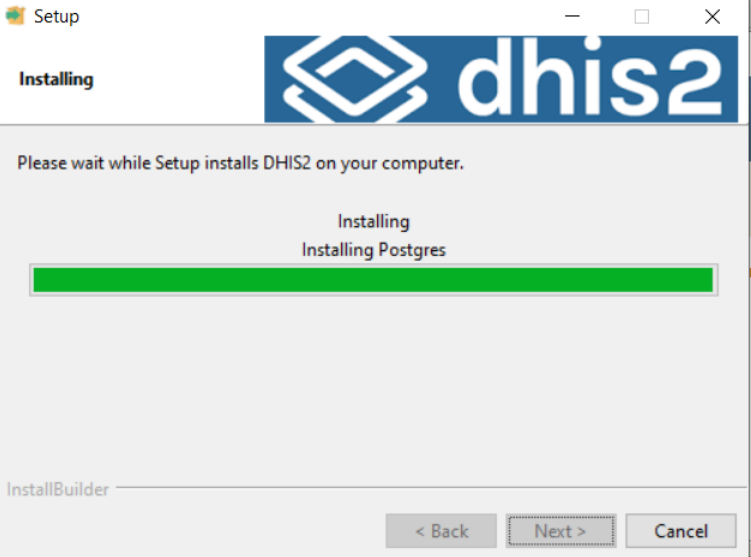 Setup
Installing
dhis2
Please wait while Setup installs DHIS2 on your computer.
Installing
Installing Postgres
InstallBuilder
< Back
Next >
Cancel